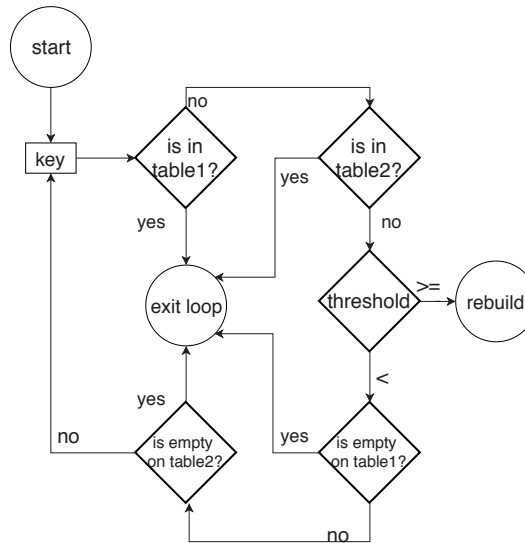 start
no
key
is in
table1?
is in
table2?
yes
yes
no
exit loop
threshold
>=
rebuild
<
yes
yes
no
is empty
on table2?
is empty
on table1?
no